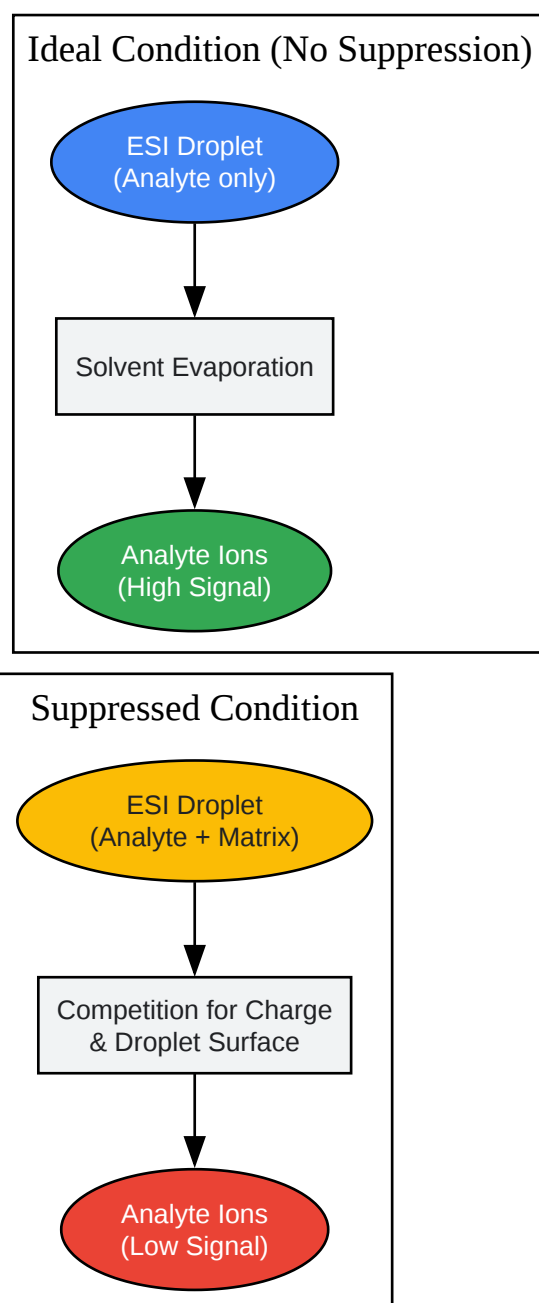 Ideal Condition (No Suppression)
ESI Droplet
(Analyte only)
Solvent Evaporation
Analyte Ions
(High Signal)
Suppressed Condition
ESI Droplet
(Analyte + Matrix)
Competition for Charge
& Droplet Surface
Analyte Ions
(Low Signal)